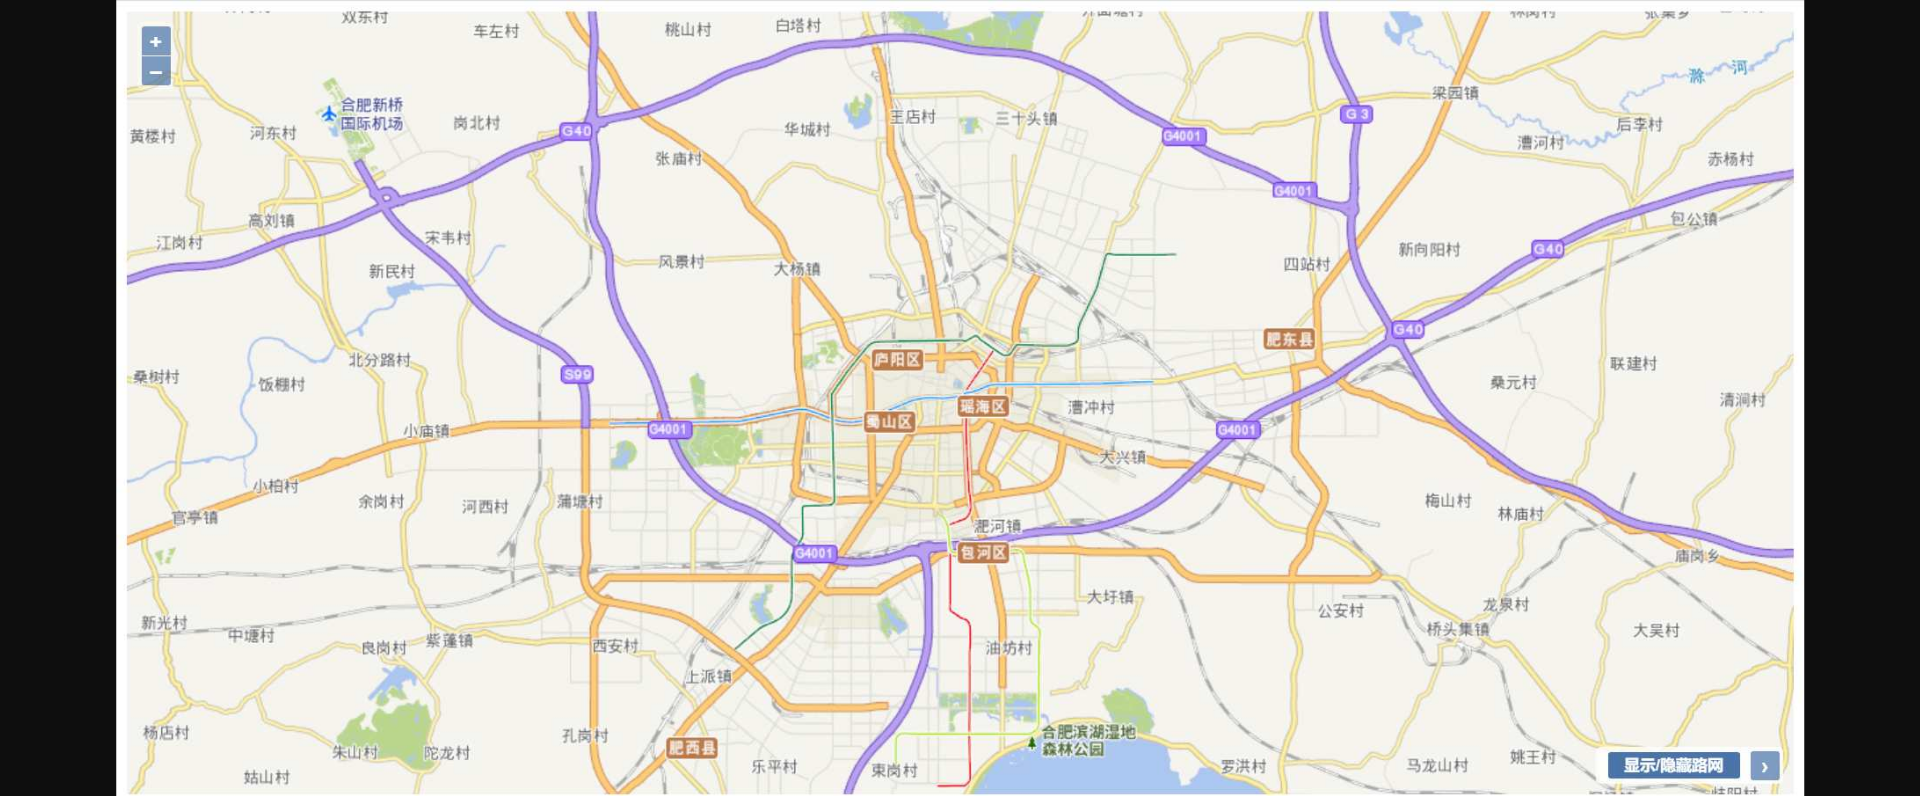 双东村
车左村
桃山村
白塔村
+
−
合肥新桥
国际机场
黄楼村
河东村
岗北村
G40
华城村
王店村
三十头镇
G4001
G 3
梁园镇
滁 河
后李村
漕河村
赤杨村
张庙村
G4001
高刘镇
江岗村
宋韦村
包公镇
新民村
风景村
大杨镇
四站村
新向阳村
G40
G40
肥东县
北分路村
庐阳区
桑树村
饭棚村
S99
联建村
桑元村
清涧村
瑶海区
漕冲村
蜀山区
小庙镇
G4001
G4001
大兴镇
小柏村
余岗村
河西村
蒲塘村
官亭镇
梅山村
林庙村
淝河镇
G4001
包河区
庙岗乡
大圩镇
公安村
龙泉村
新光村
中塘村
良岗村
紫蓬镇
西安村
油坊村
桥头集镇
大吴村
上派镇
杨店村
朱山村
陀龙村
孔岗村
肥西县
合肥滨湖湿地
森林公园
姑山村
乐平村
東岗村
罗洪村
马龙山村
姚王村
显示/隐藏路网
›